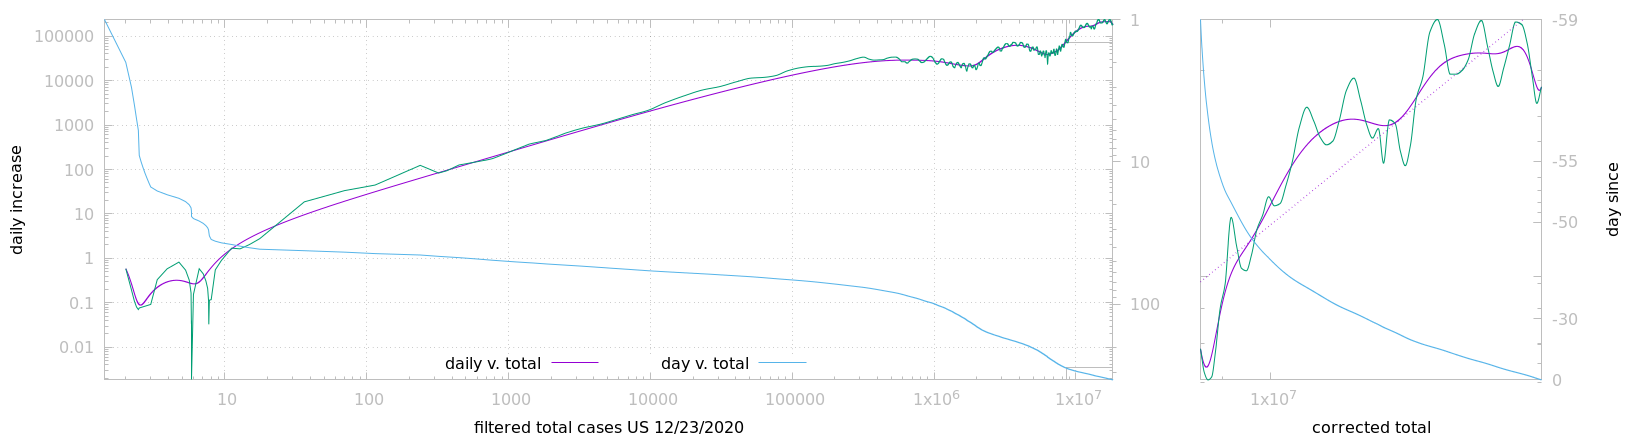 100000
10000
1000
100
10
1
0.1
0.01
daily increase
daily v. total
day v. total
10
100
1000
10000
100000
1x10⁶
1x10⁷
filtered total cases US 12/23/2020
1
10
100
1x10⁷
corrected total
-59
-55
-50
-30
0
day since